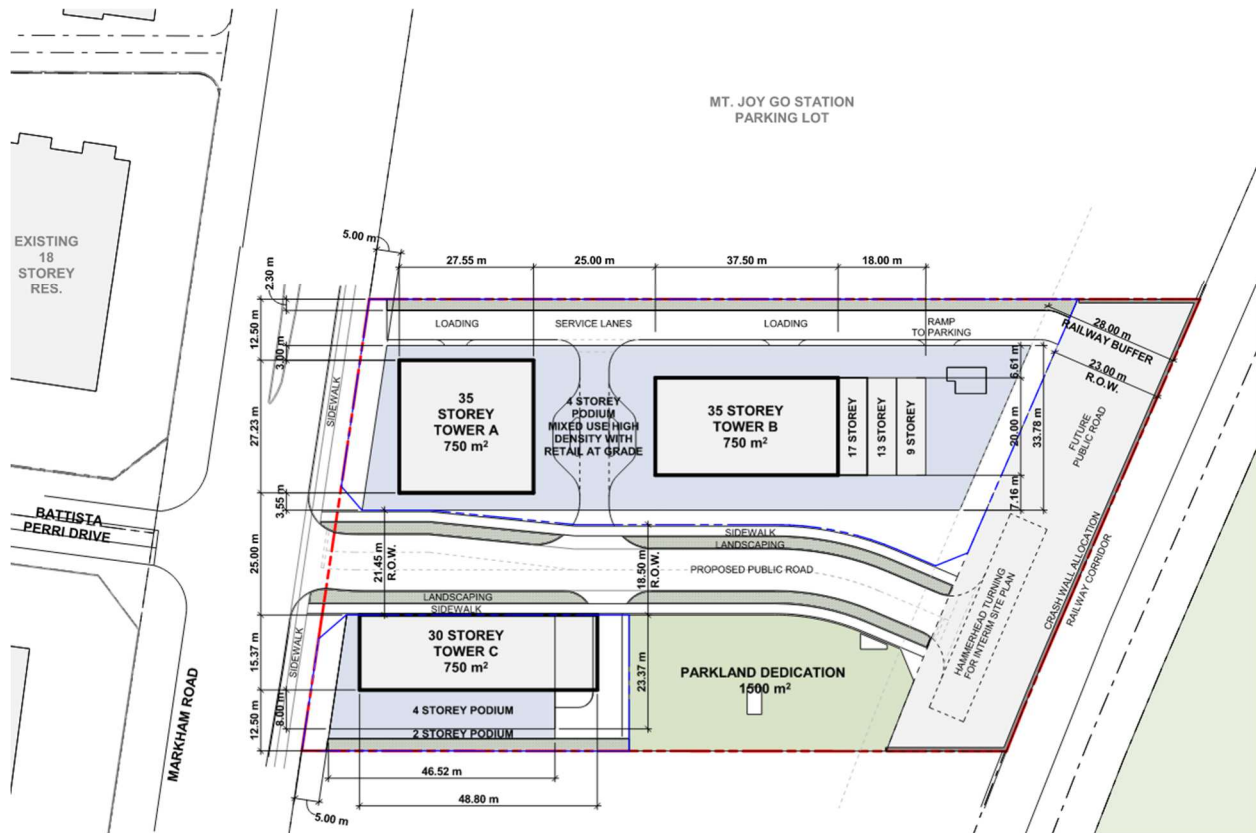 MT. JOY GO STATION
PARKING LOT
EXISTING
18
STOREY
RES.
5.00 m
27.55 m
25.00 m
37.50 m
18.00 m
2.30 m
12.50 m
3.00 m
27.23 m
3.55 m
25.00 m
15.37 m
8.00 m
12.50 m
LOADING
SERVICE LANES
LOADING
RAMP
TO PARKING
28.00 m
RAILWAY BUFFER
23.00 m
R.O.W.
SIDEWALK
35
STOREY
TOWER A
750 m²
4 STOREY
PODIUM
MIXED USE HIGH
DENSITY WITH
RETAIL AT GRADE
35 STOREY
TOWER B
750 m²
17 STOREY
13 STOREY
9 STOREY
6.61 m
20.00 m
33.78 m
7.16 m
FUTURE
PUBLIC ROAD
BATTISTA
PERRI DRIVE
21.45 m
R.O.W.
18.50 m
R.O.W.
SIDEWALK
LANDSCAPING
PROPOSED PUBLIC ROAD
LANDSCAPING
SIDEWALK
SIDEWALK
CRASH WALL ALLOCATION
RAILWAY CORRIDOR
HAMMERHEAD TURNING
FOR INTERIM SITE PLAN
30 STOREY
TOWER C
750 m²
23.37 m
PARKLAND DEDICATION
1500 m²
4 STOREY PODIUM
2 STOREY PODIUM
MARKHAM ROAD
46.52 m
48.80 m
5.00 m